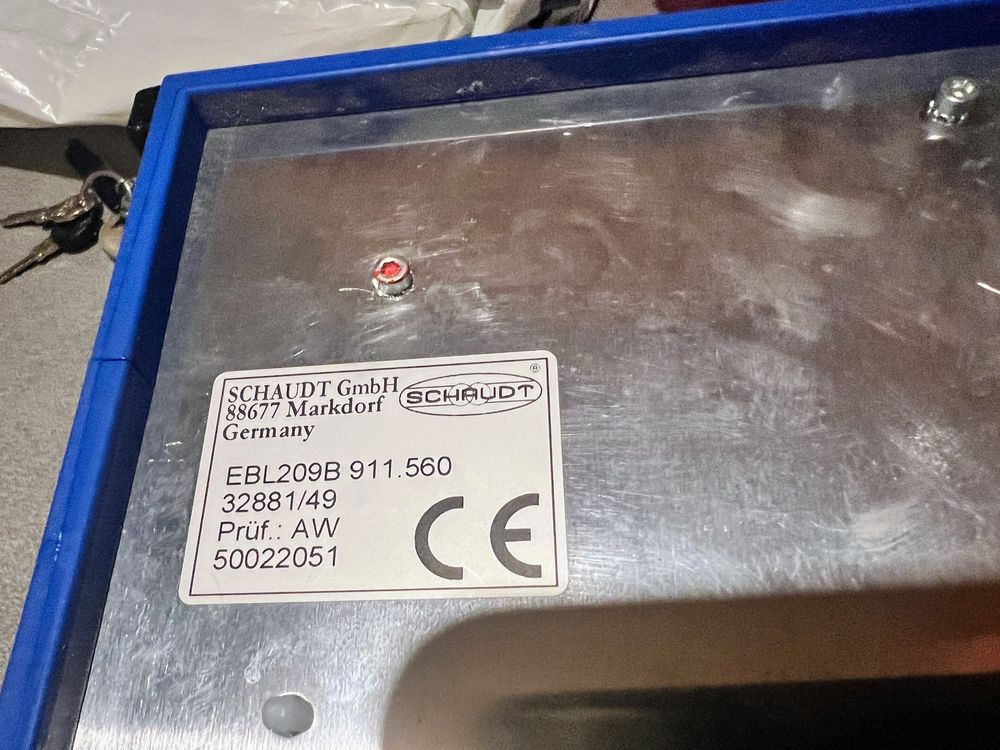 SCHAUDT GmbH
88677 Markdorf
Germany
SCHAUDT
®
EBL209B 911.560
32881/49
Prüf.: AW
50022051
CE